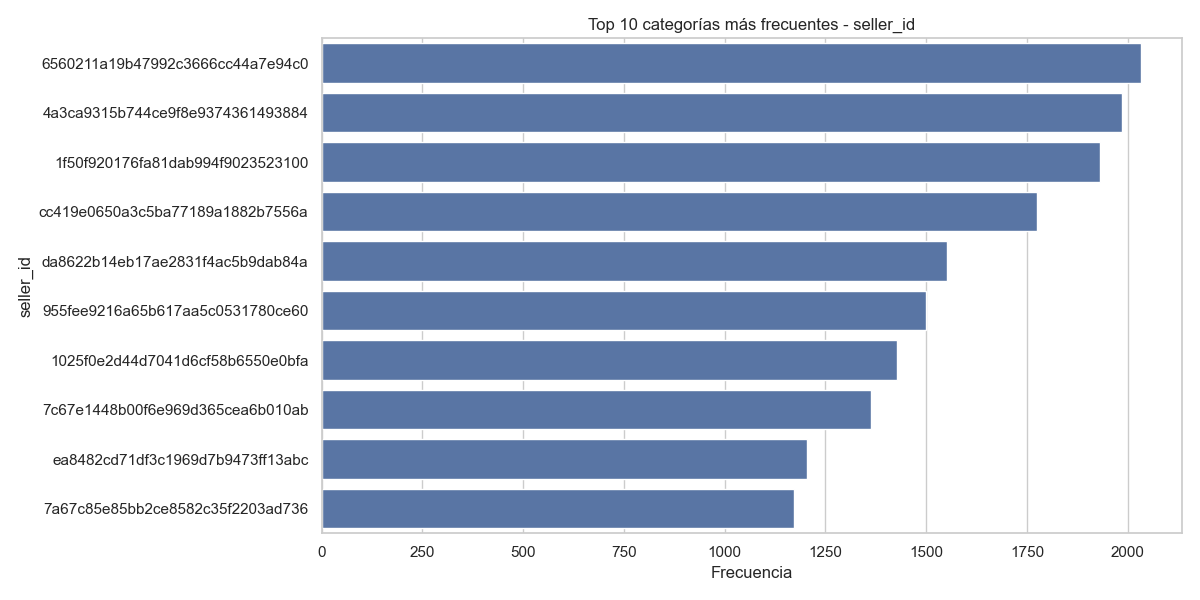 Top 10 categorías más frecuentes - seller_id
6560211a19b47992c3666cc44a7e94c0
4a3ca9315b744ce9f8e9374361493884
1f50f920176fa81dab994f9023523100
cc419e0650a3c5ba77189a1882b7556a
da8622b14eb17ae2831f4ac5b9dab84a
955fee9216a65b617aa5c0531780ce60
1025f0e2d44d7041d6cf58b6550e0bfa
7c67e1448b00f6e969d365cea6b010ab
ea8482cd71df3c1969d7b9473ff13abc
7a67c85e85bb2ce8582c35f2203ad736
seller_id
0 250 500 750 1000 1250 1500 1750 2000
Frecuencia